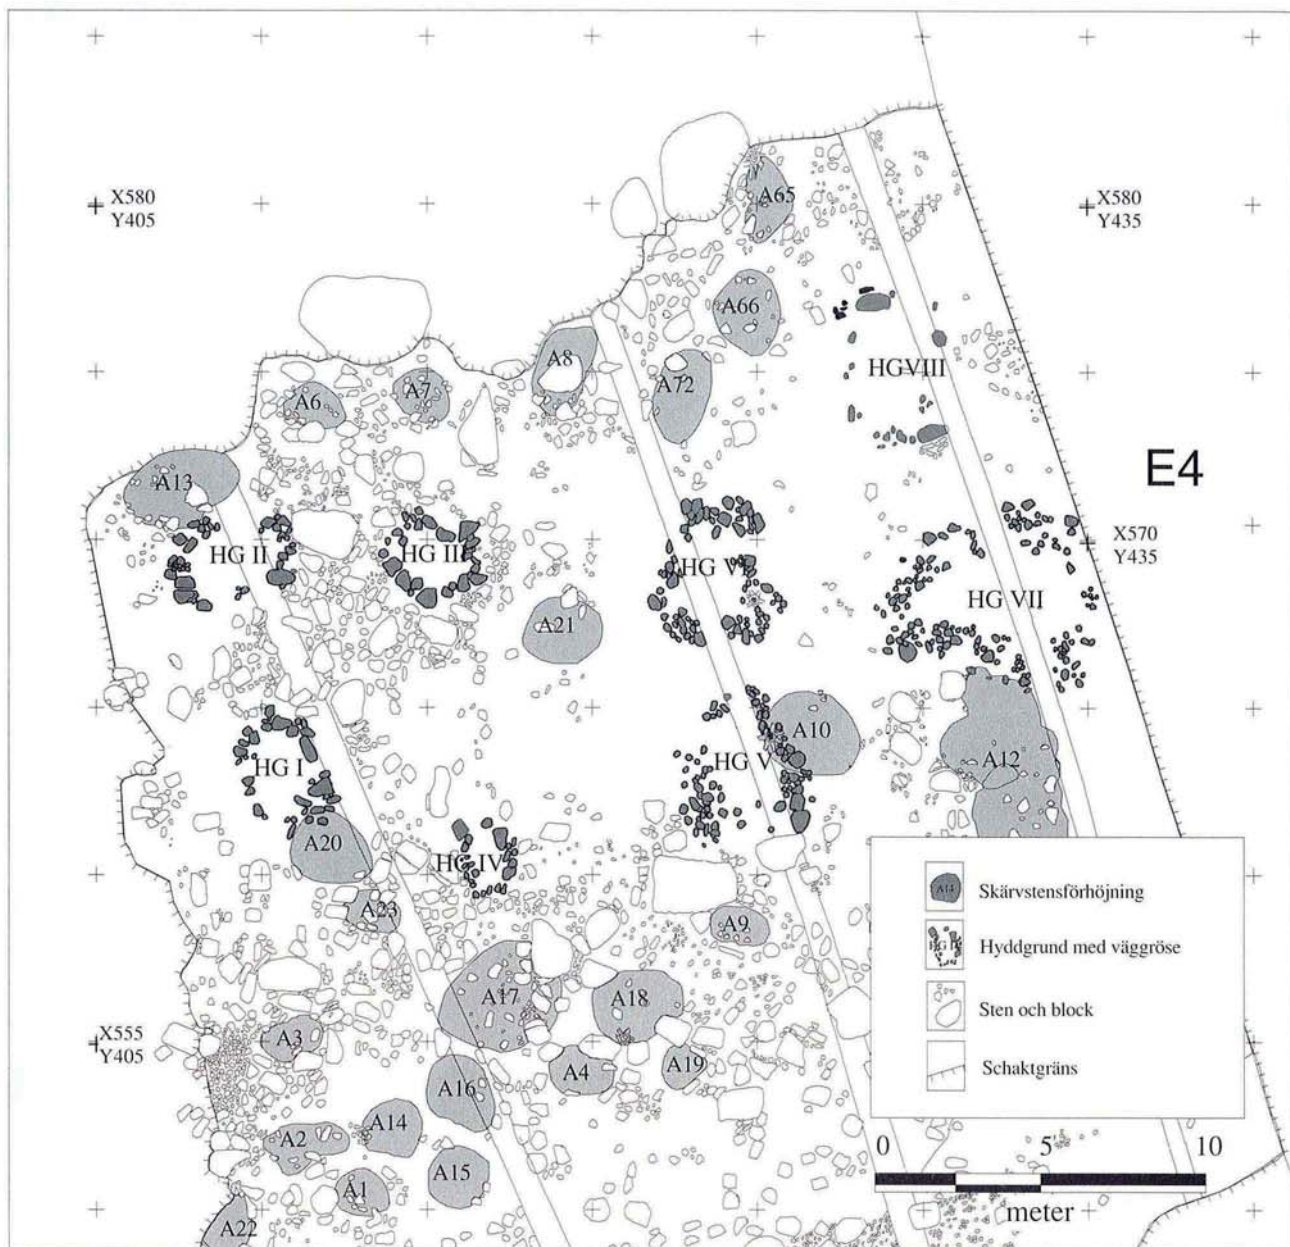 A65
X580
Y405
X580
Y435
A66
HGVIII
A8
A72
A6
A7
E4
A13
HG II
HG III
HG VI
X570
Y435
HG VII
A21
A10
HG V
A12
HG I
A20
HG IV
A23
A9
A14
Skärvstensförhöjning
Hyddgrund med väggröse
A17
A18
Sten och block
A3
X555
Y405
A4
A19
Schaktgräns
A16
A14
A2
A15
A1
A22
0 5 10
meter